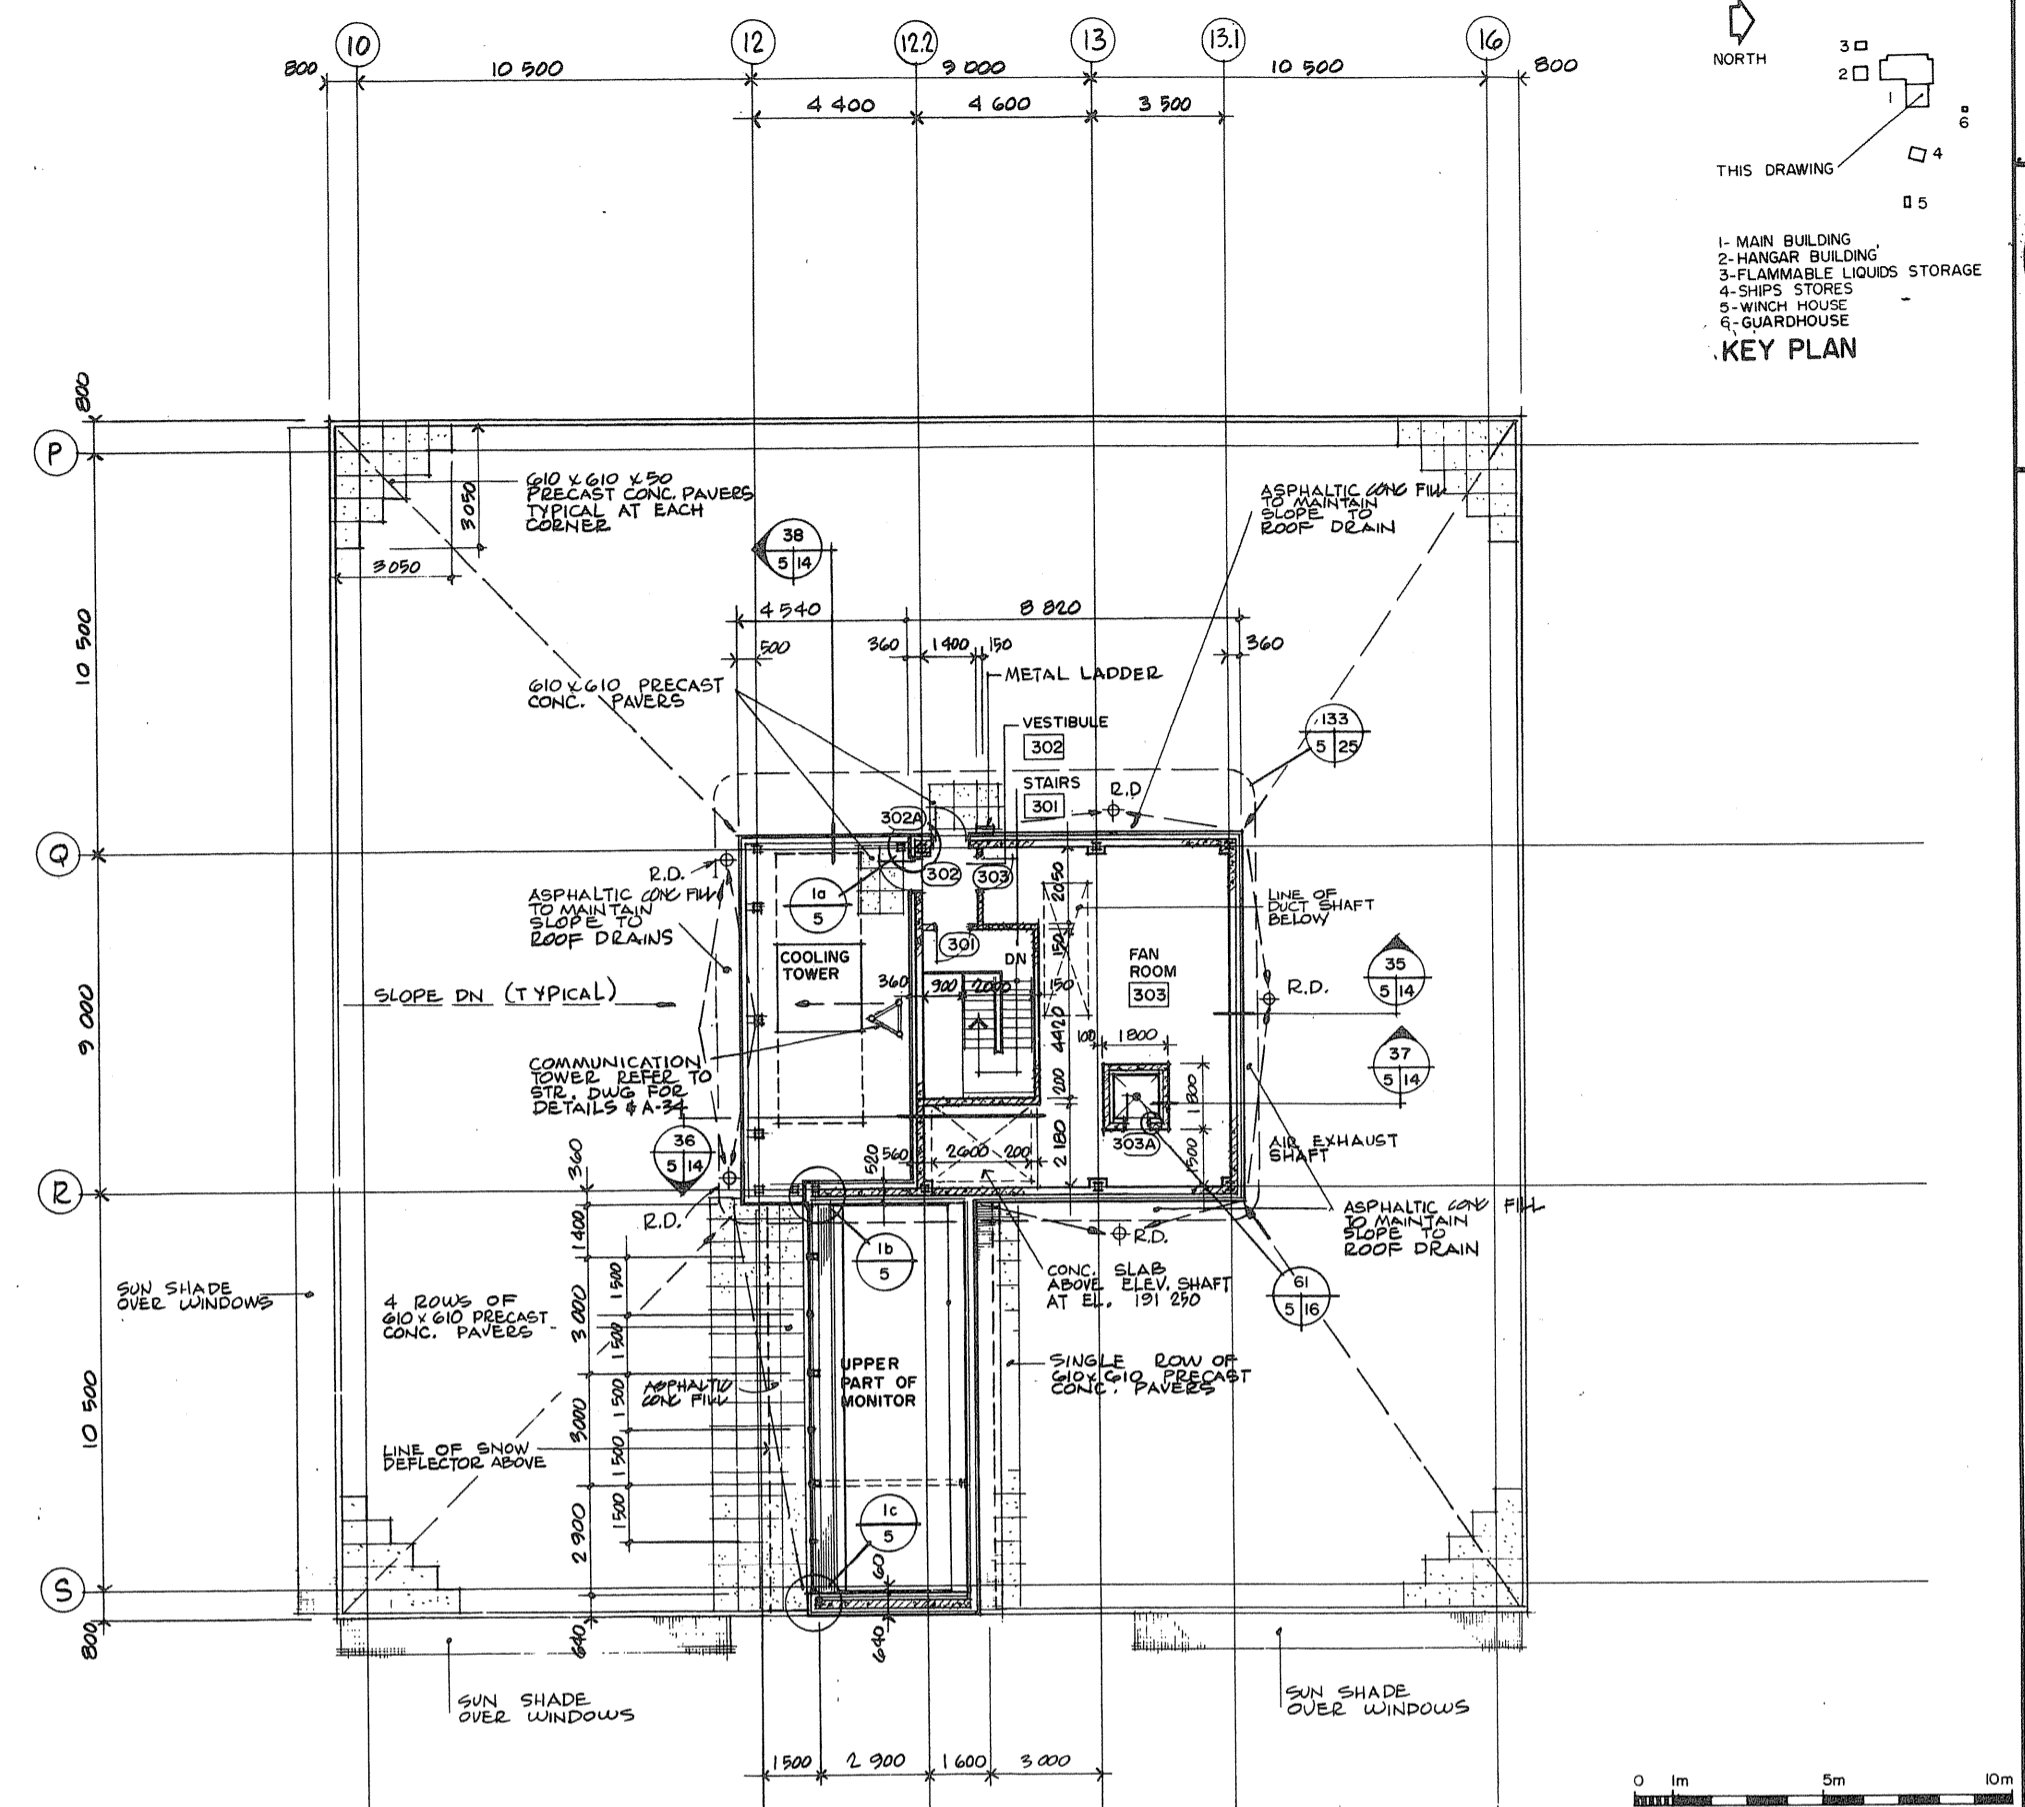 10
12
12.2
13
13.1
16
800
10 500
9 000
10 500
800
4 400
4 600
3 500
NORTH
3
2
1
6
4
5
THIS DRAWING
1- MAIN BUILDING
2-HANGAR BUILDING
3-FLAMMABLE LIQUIDS STORAGE
4-SHIPS STORES
5-WINCH HOUSE
6-GUARDHOUSE
KEY PLAN
800
P
610 x 610 x 50
PRECAST CONC. PAVERS
TYPICAL AT EACH
CORNER
3050
3050
ASPHALTIC CONC FILL
TO MAINTAIN
SLOPE TO
ROOF DRAIN
38
5 | 14
4 540
8 820
10 500
500
360
1400
150
360
METAL LADDER
610 x 610 PRECAST
CONC. PAVERS
VESTIBULE
302
133
5 | 25
STAIRS
301
R.D
302A
Q
R.D.
302
303
2050
1a
5
ASPHALTIC CONC FILL
TO MAINTAIN
SLOPE TO
ROOF DRAINS
LINE OF
DUCT SHAFT
BELOW
301
150
DN
COOLING
TOWER
FAN
ROOM
303
35
5 | 14
360
900
2000
150
R.D.
SLOPE DN (TYPICAL)
9 000
4420
100
1800
37
5 | 14
COMMUNICATION
TOWER REFER TO
STR. DWG FOR
DETAILS & A-34
200
1800
36
5 | 14
303A
AIR EXHAUST
SHAFT
360
520
560
2600
200
2 180
1500
R
R.D.
1400
R.D.
ASPHALTIC CONC FILL
TO MAINTAIN
SLOPE TO
ROOF DRAIN
1b
5
CONC. SLAB
ABOVE ELEV. SHAFT
AT EL. 191 250
61
5 | 16
SUN SHADE
OVER WINDOWS
1500
4 ROWS OF
610 x 610 PRECAST
CONC. PAVERS
3000
1500
UPPER
PART OF
MONITOR
SINGLE ROW OF
610 x 610 PRECAST
CONC. PAVERS
ASPHALTIC
CONC FILL
1500
10 500
3000
LINE OF SNOW
DEFLECTOR ABOVE
1500
1c
5
1500
2 900
60
S
800
640
640
SUN SHADE
OVER WINDOWS
SUN SHADE
OVER WINDOWS
1500
2 900
1600
3 000
0
1m
5m
10m